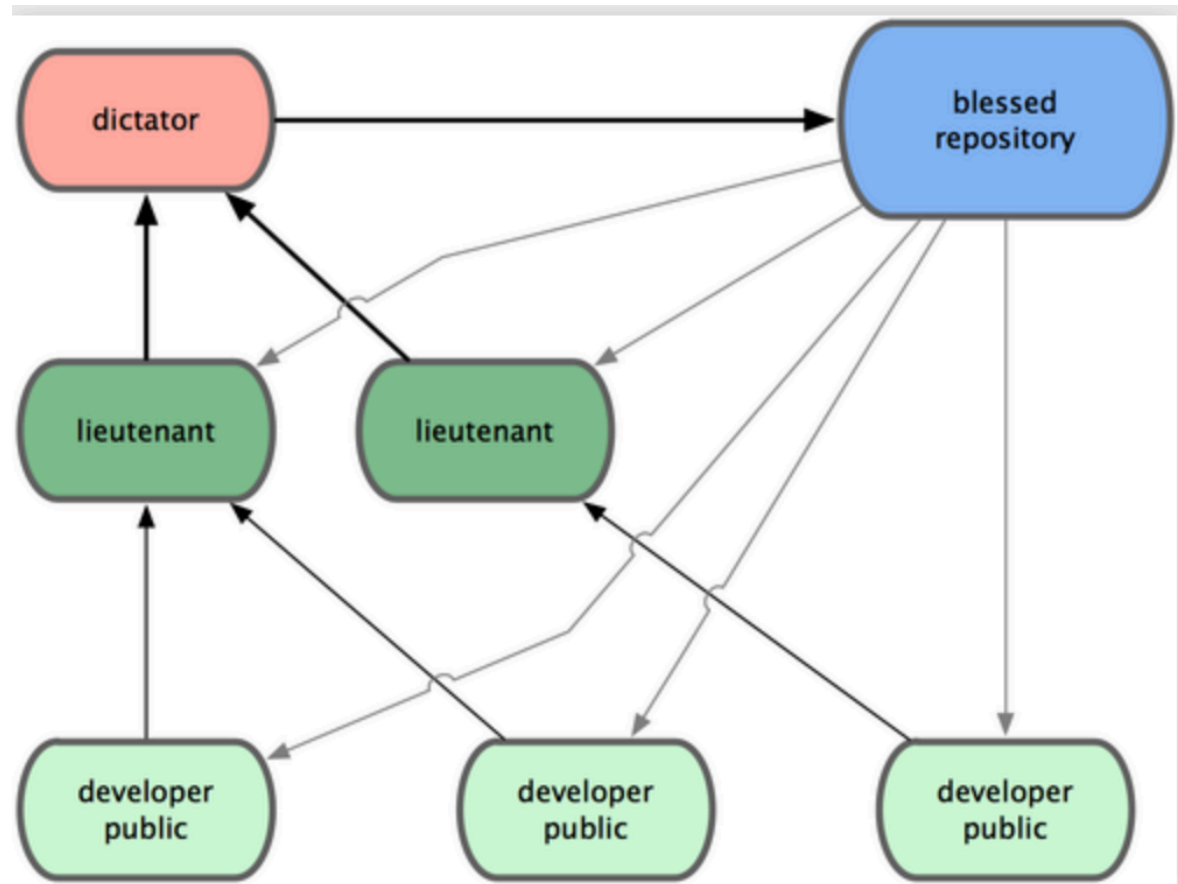 dictator
blessed
repository
lieutenant
lieutenant
developer
public
developer
public
developer
public